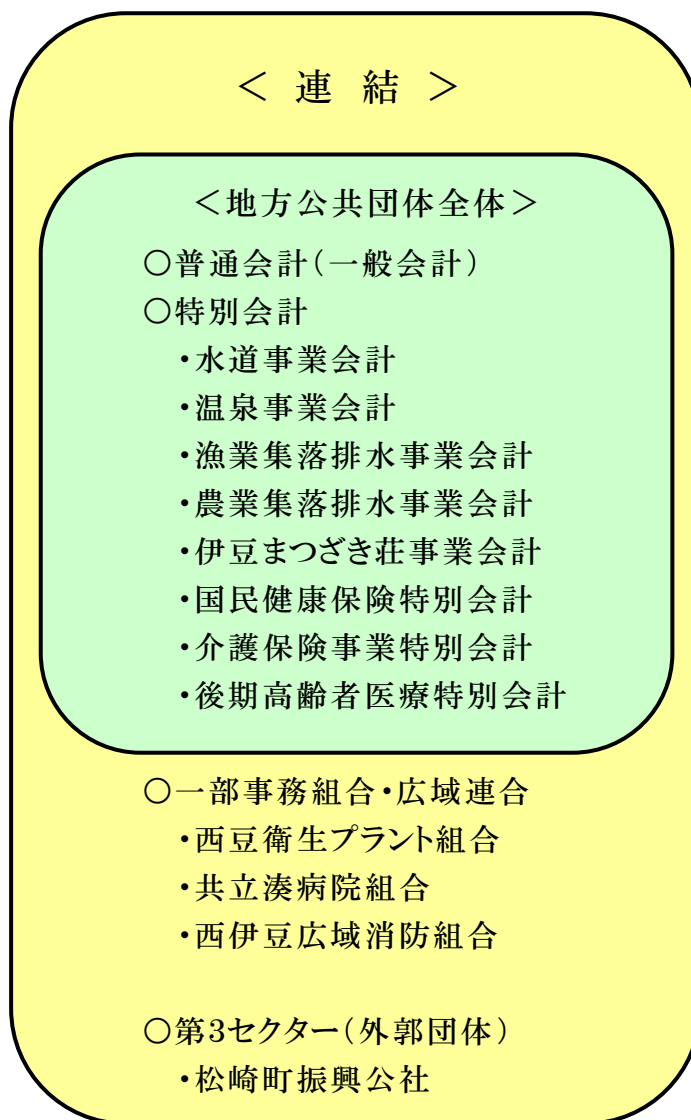 ＜ 連 結 ＞
＜地方公共団体全体＞
○普通会計（一般会計）
○特別会計
・水道事業会計
・温泉事業会計
・漁業集落排水事業会計
・農業集落排水事業会計
・伊豆まつざき荘事業会計
・国民健康保険特別会計
・介護保険事業特別会計
・後期高齢者医療特別会計
○一部事務組合・広域連合
・西豆衛生プラント組合
・共立湊病院組合
・西伊豆広域消防組合
○第3セクター（外郭団体）
・松崎町振興公社